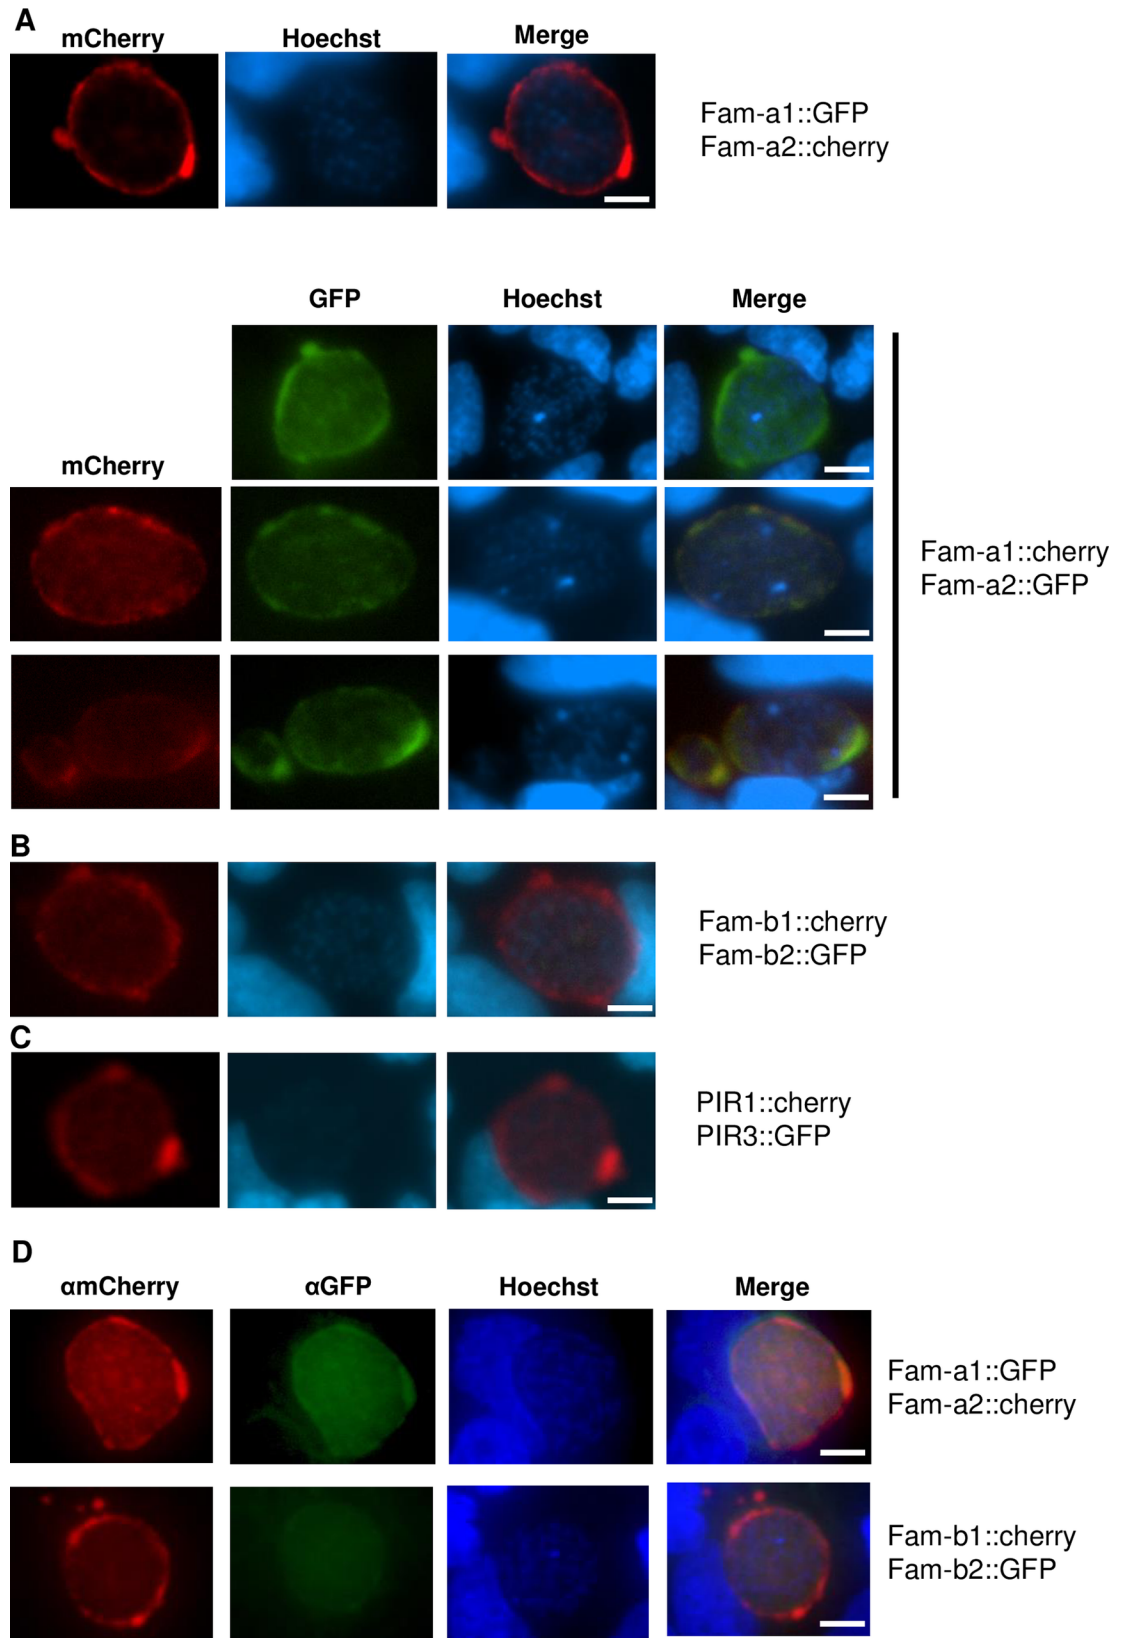 A
mCherry Hoechst Merge
Fam-a1::GFP
Fam-a2::cherry
GFP Hoechst Merge
mCherry
Fam-a1::cherry
Fam-a2::GFP
B
Fam-b1::cherry
Fam-b2::GFP
C
PIR1::cherry
PIR3::GFP
D
αmCherry αGFP Hoechst Merge
Fam-a1::GFP
Fam-a2::cherry
Fam-b1::cherry
Fam-b2::GFP